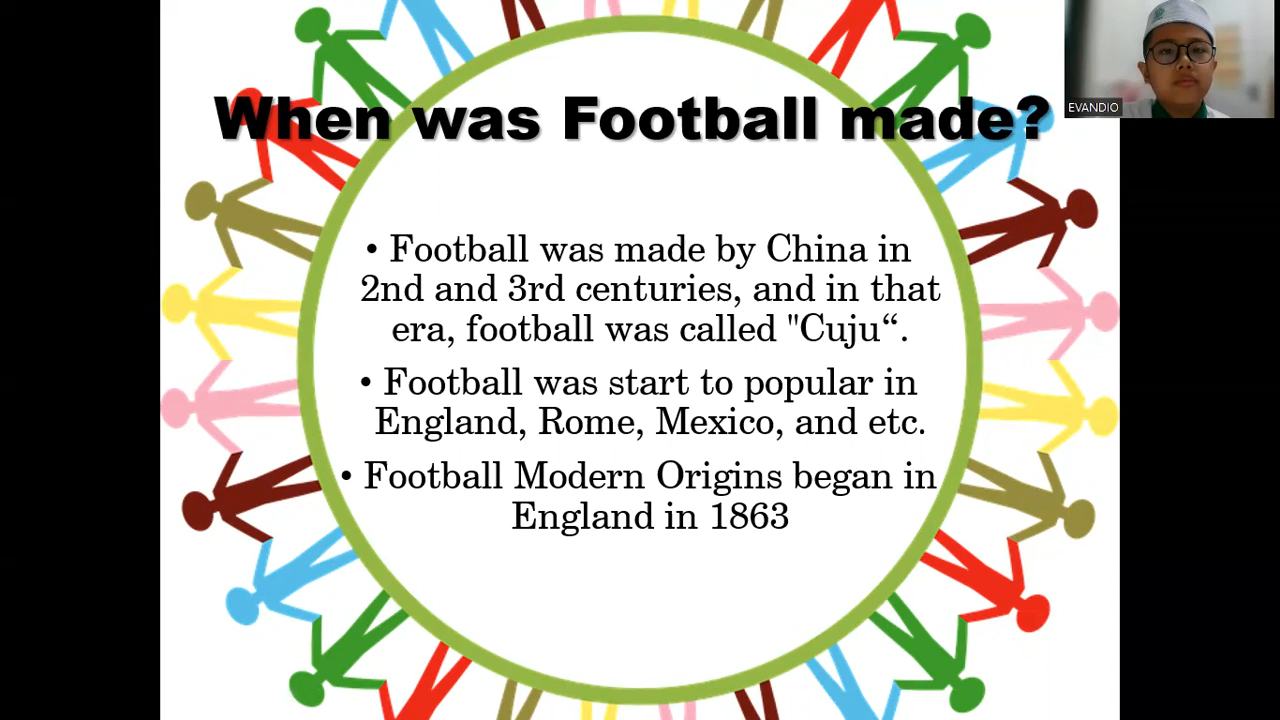 When was Football made?
EVANDIO
• Football was made by China in
2nd and 3rd centuries, and in that
era, football was called "Cuju“.
• Football was start to popular in
England, Rome, Mexico, and etc.
• Football Modern Origins began in
England in 1863